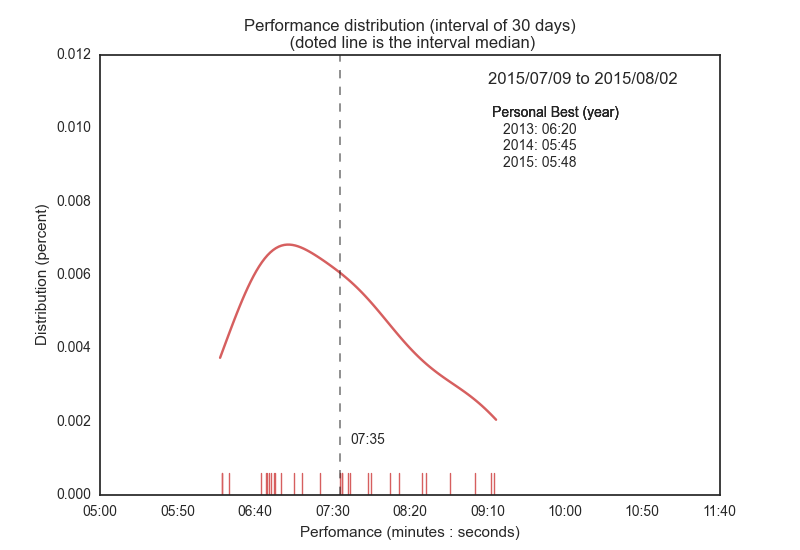 Performance distribution (interval of 30 days)
(doted line is the interval median)
0.012
0.010
0.008
0.006
0.004
0.002
0.000
Distribution (percent)
2015/07/09 to 2015/08/02
Personal Best (year)
2013: 06:20
2014: 05:45
2015: 05:48
07:35
05:00 05:50 06:40 07:30 08:20 09:10 10:00 10:50 11:40
Perfomance (minutes : seconds)